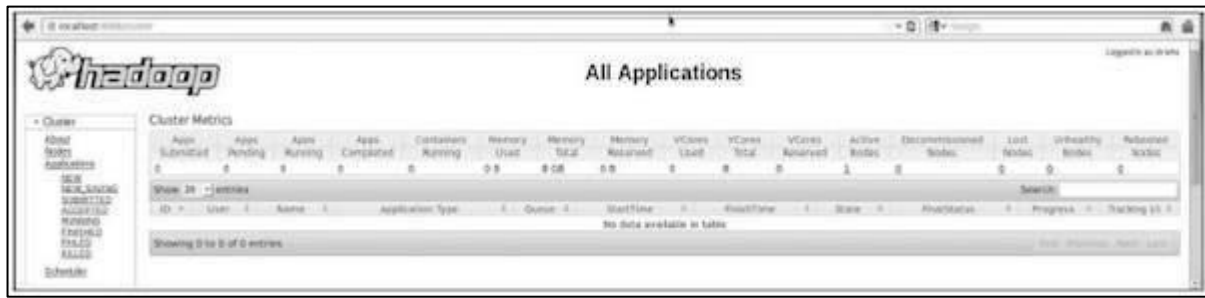 localhost
Logged in as: dr.who
hadoop
All Applications
Cluster
About
Nodes
Applications
NEW
NEW_SAVING
SUBMITTED
ACCEPTED
RUNNING
FINISHED
FAILED
KILLED
Scheduler
Cluster Metrics
Apps Submitted Apps Pending Apps Running Apps Completed Containers Running Memory Used Memory Total Memory Reserved VCores Used VCores Total VCores Reserved Active Nodes Decommissioned Nodes Lost Nodes Unhealthy Nodes Rebooted Nodes
0 0 0 0 0 0 B 8 GB 0 B 0 8 0 1 0 0 0 0
Show 20 entries Search:
ID User Name Application Type Queue StartTime FinishTime State FinalStatus Progress Tracking UI
No data available in table
Showing 0 to 0 of 0 entries First Previous Next Last